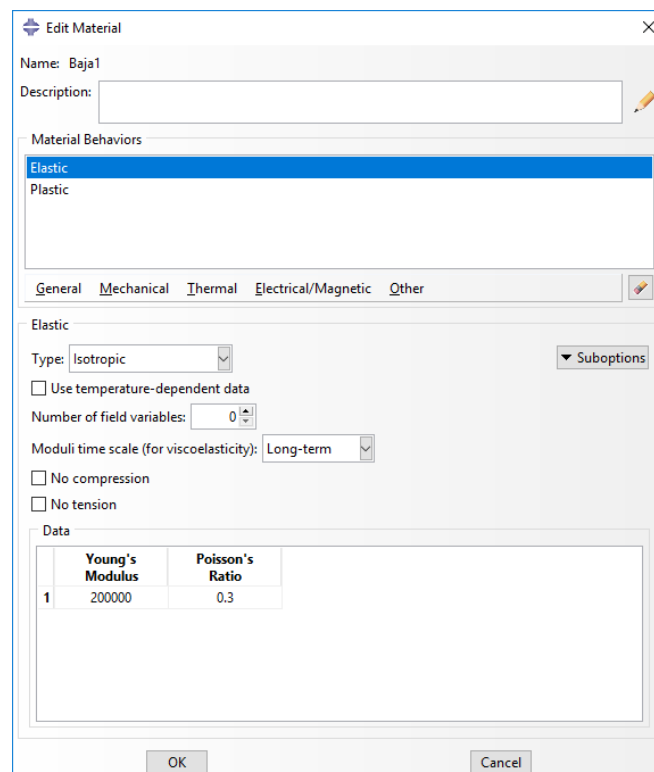 Edit Material
Name: Baja1
Description:
Material Behaviors
Elastic
Plastic
General Mechanical Thermal Electrical/Magnetic Other
Elastic
Type: Isotropic
Suboptions
Use temperature-dependent data
Number of field variables: 0
Moduli time scale (for viscoelasticity): Long-term
No compression
No tension
Data
Young's Poisson's
Modulus Ratio
1 200000 0.3
OK Cancel